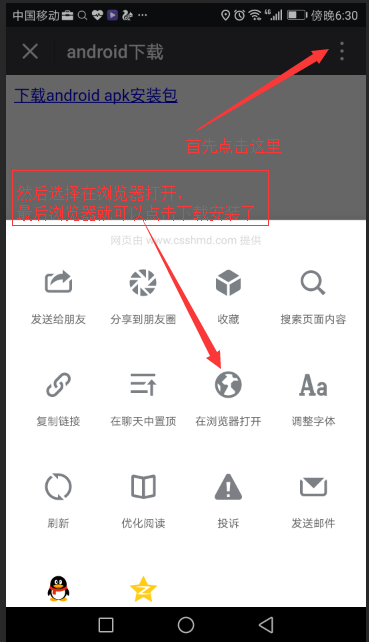 中国移动 傍晚6:30
android下载
下载android apk安装包
首先点击这里
然后选择在浏览器打开，
最后浏览器就可以点击下载安装了
网页由 www.csshmd.com 提供
发送给朋友 分享到朋友圈 收藏 搜索页面内容
复制链接 在聊天中置顶 在浏览器打开 调整字体
Aa
刷新 优化阅读 投诉 发送邮件